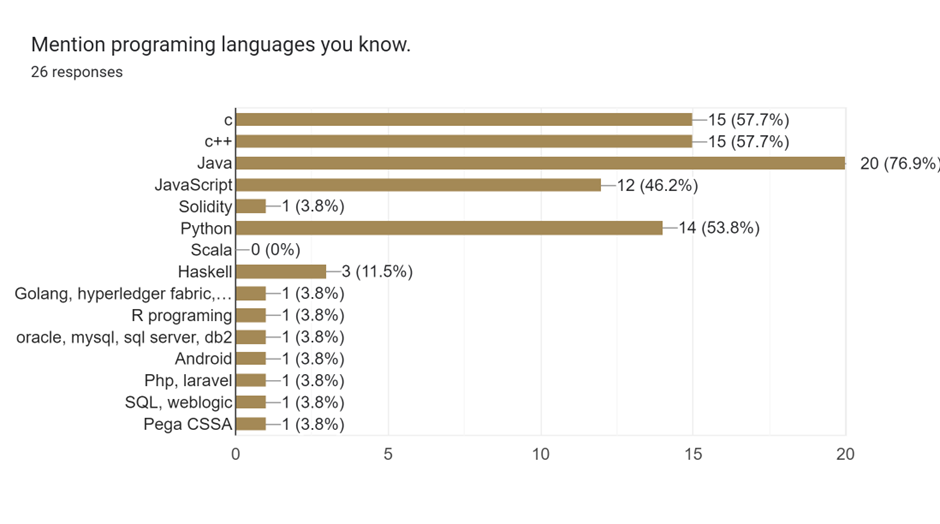 Mention programing languages you know.
26 responses
c 15 (57.7%)
c++ 15 (57.7%)
Java 20 (76.9%)
JavaScript 12 (46.2%)
Solidity 1 (3.8%)
Python 14 (53.8%)
Scala 0 (0%)
Haskell 3 (11.5%)
Golang, hyperledger fabric,... 1 (3.8%)
R programing 1 (3.8%)
oracle, mysql, sql server, db2 1 (3.8%)
Android 1 (3.8%)
Php, laravel 1 (3.8%)
SQL, weblogic 1 (3.8%)
Pega CSSA 1 (3.8%)
0 5 10 15 20